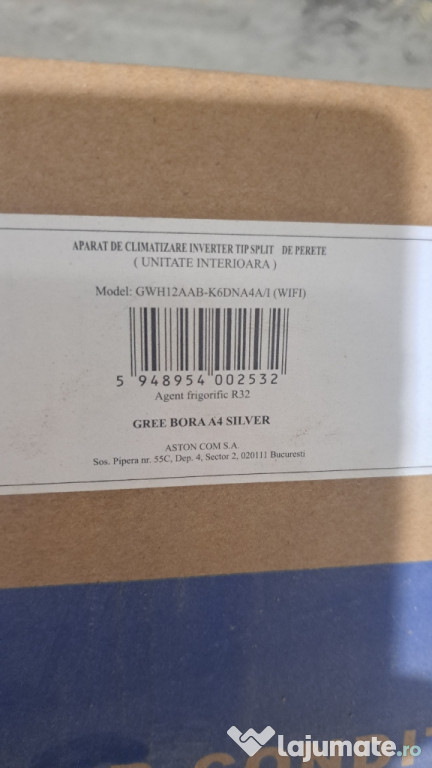 APARAT DE CLIMATIZARE INVERTER TIP SPLIT DE PERETE
( UNITATE INTERIOARA )
Model: GWH12AAB-K6DNA4A/I (WIFI)
5 948954 002532
Agent frigorific R32
GREE BORA A4 SILVER
ASTON COM S.A.
Sos. Pipera nr. 55C, Dep. 4, Sector 2, 020111 Bucuresti
lajumate.ro